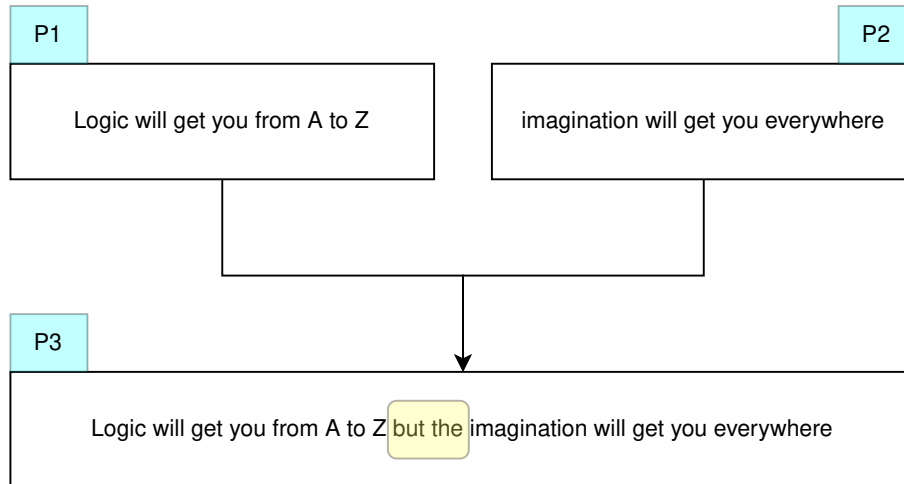 P1
P2
Logic will get you from A to Z
imagination will get you everywhere
P3
Logic will get you from A to Z but the imagination will get you everywhere